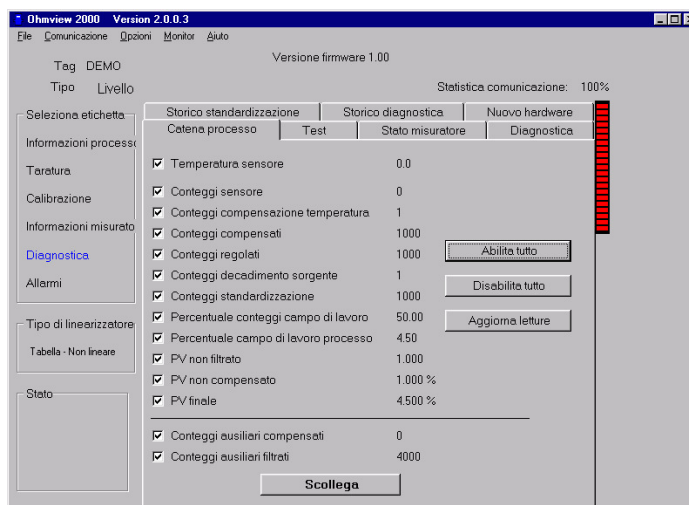 Ohmview 2000 Version 2.0.0.3
File Comunicazione Opzioni Monitor Aiuto
Versione firmware 1.00
Tag DEMO
Tipo Livello
Statistica comunicazione: 100%
Seleziona etichetta
Informazioni processo
Taratura
Calibrazione
Informazioni misurato
Diagnostica
Allarmi
Tipo di linearizzatore
Tabella - Non lineare
Stato
Storico standardizzazione Storico diagnostica Nuovo hardware
Catena processo Test Stato misuratore Diagnostica
Temperatura sensore 0.0
Conteggi sensore 0
Conteggi compensazione temperatura 1
Conteggi compensati 1000
Conteggi regolati 1000
Conteggi decadimento sorgente 1
Conteggi standardizzazione 1000
Percentuale conteggi campo di lavoro 50.00
Percentuale campo di lavoro processo 4.50
PV non filtrato 1.000
PV non compensato 1.000 %
PV finale 4.500 %
Conteggi ausiliari compensati 0
Conteggi ausiliari filtrati 4000
Abilita tutto
Disabilita tutto
Aggiorna letture
Scollega